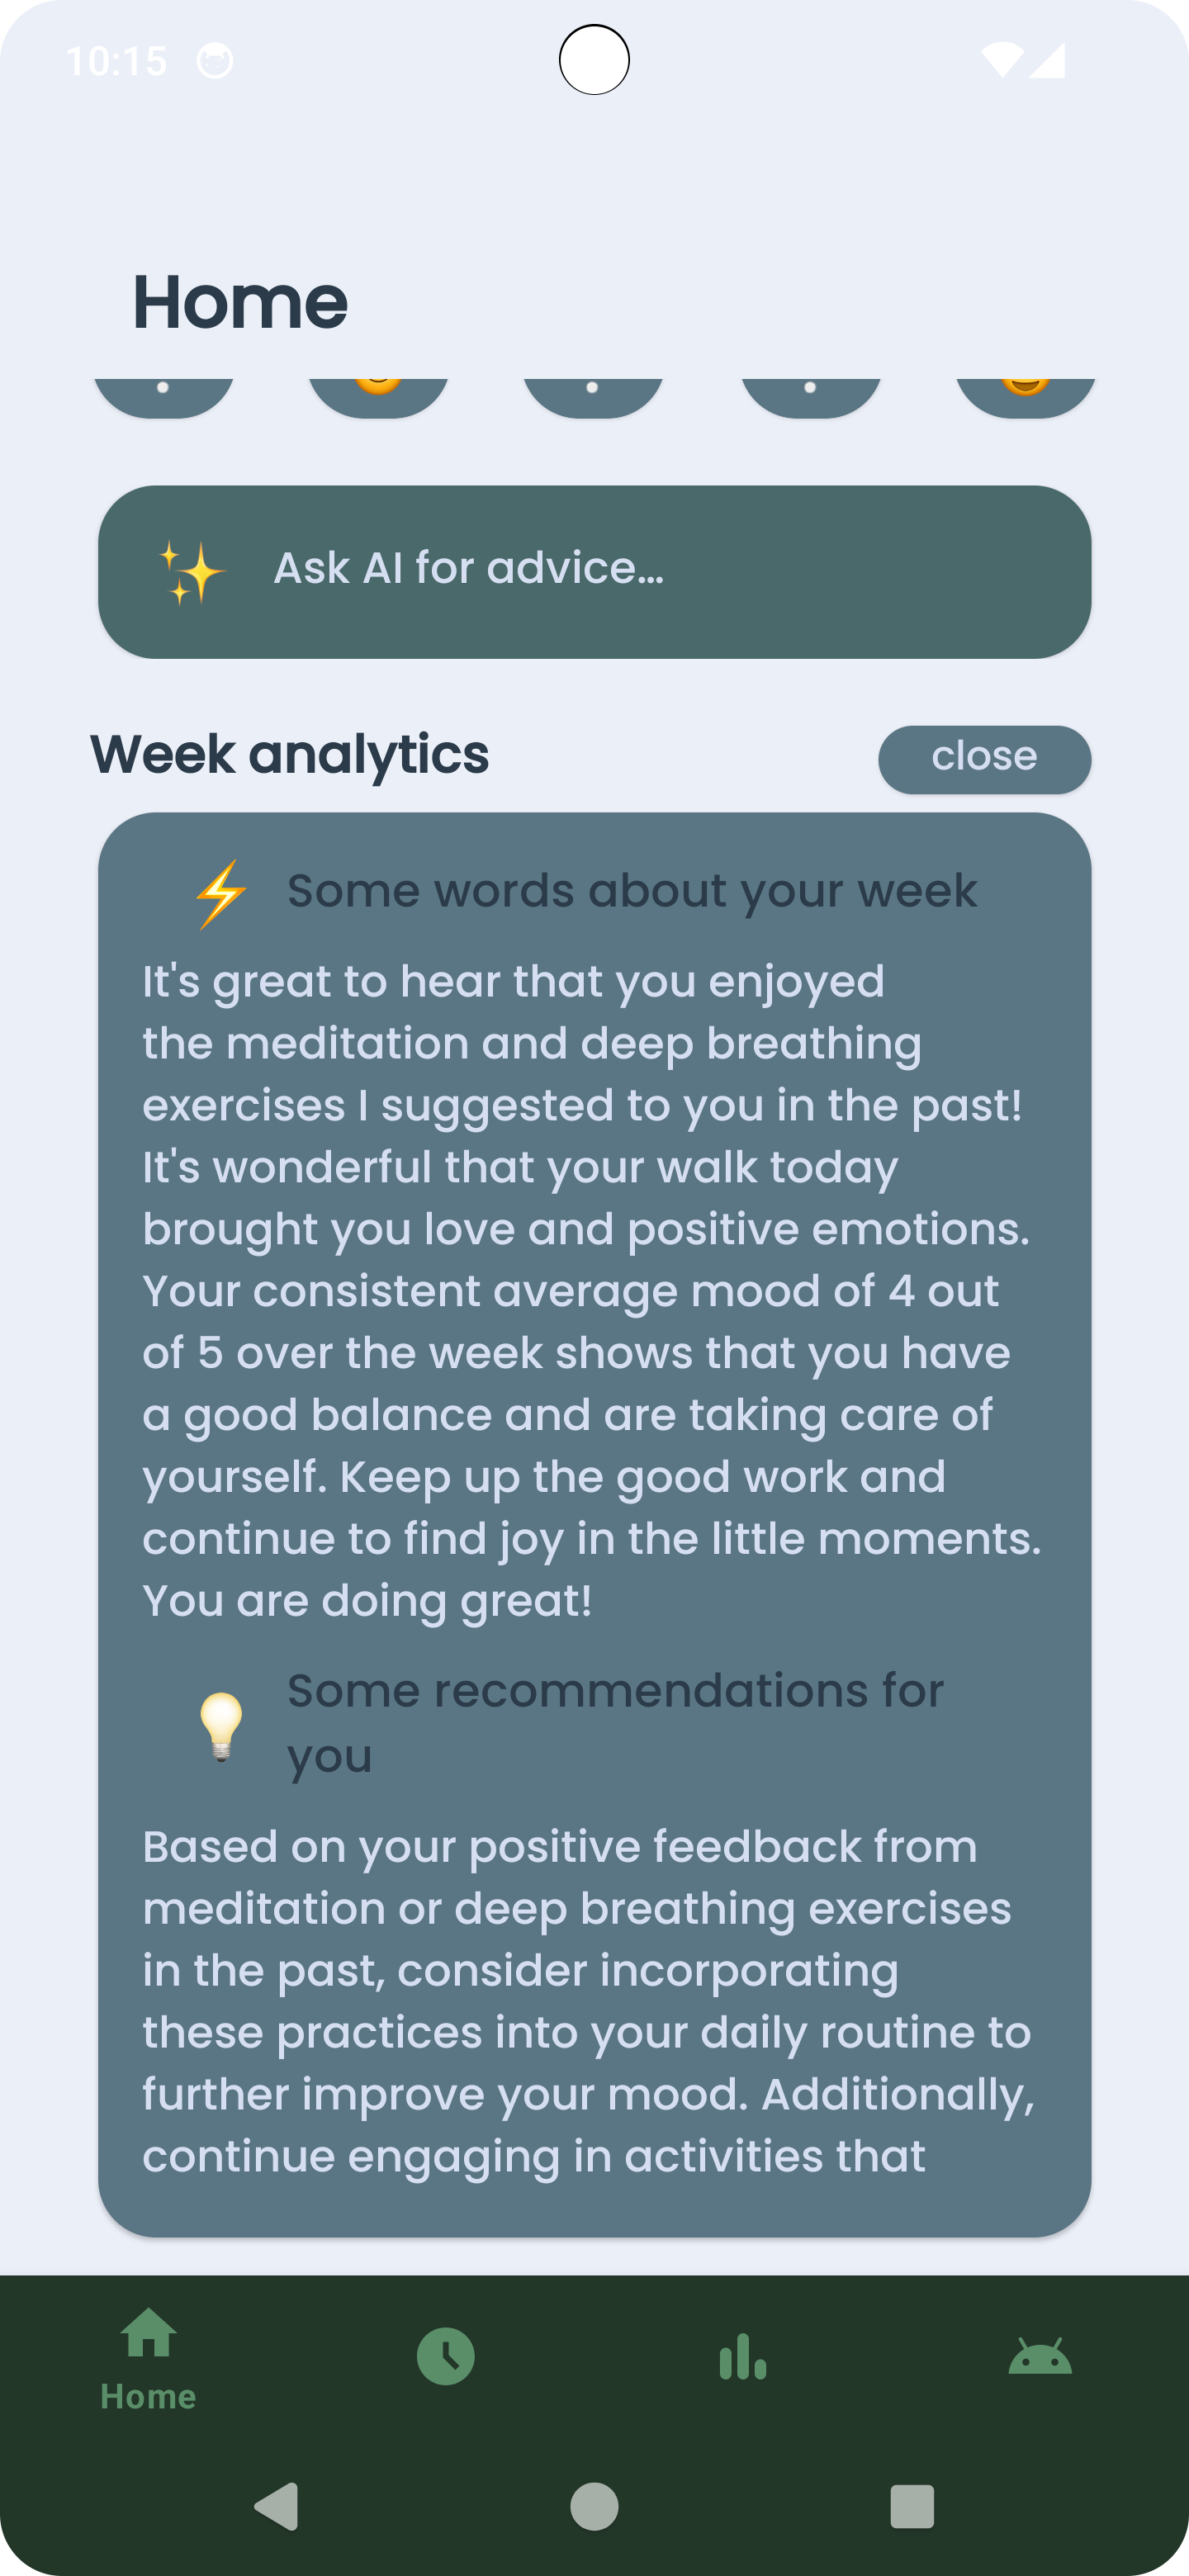 10:15
Home
Ask AI for advice...
Week analytics
close
Some words about your week
It's great to hear that you enjoyed
the meditation and deep breathing
exercises I suggested to you in the past!
It's wonderful that your walk today
brought you love and positive emotions.
Your consistent average mood of 4 out
of 5 over the week shows that you have
a good balance and are taking care of
yourself. Keep up the good work and
continue to find joy in the little moments.
You are doing great!
Some recommendations for
you
Based on your positive feedback from
meditation or deep breathing exercises
in the past, consider incorporating
these practices into your daily routine to
further improve your mood. Additionally,
continue engaging in activities that
Home